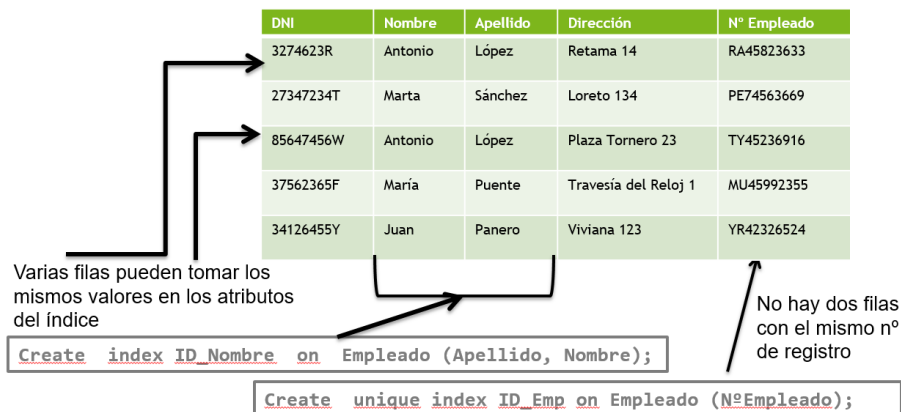 DNI Nombre Apellido Dirección Nº Empleado
3274623R Antonio López Retama 14 RA45823633
27347234T Marta Sánchez Loreto 134 PE74563669
85647456W Antonio López Plaza Tornero 23 TY45236916
37562365F María Puente Travesía del Reloj 1 MU45992355
34126455Y Juan Panero Viviana 123 YR42326524
Varias filas pueden tomar los
mismos valores en los atributos
del índice
No hay dos filas
con el mismo nº
de registro
Create index ID_Nombre on Empleado (Apellido, Nombre);
Create unique index ID_Emp on Empleado (NºEmpleado);